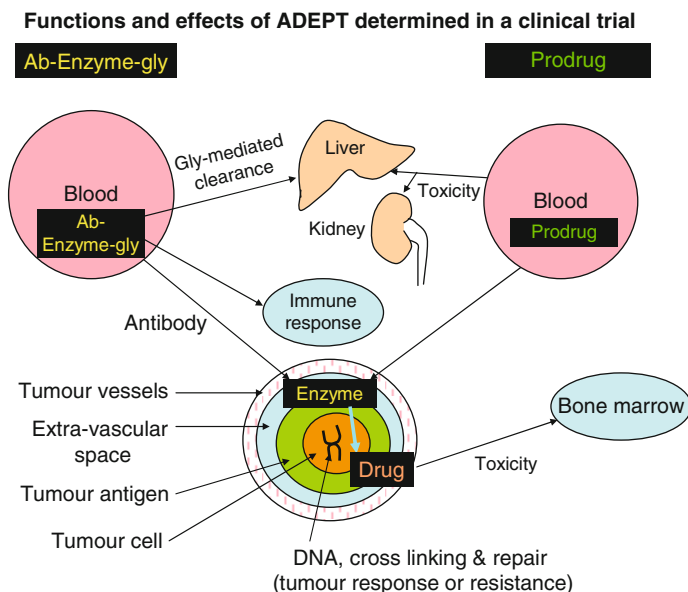 Functions and effects of ADEPT determined in a clinical trial
Ab-Enzyme-gly
Prodrug
Gly-mediated
clearance
Liver
Toxicity
Kidney
Blood
Ab-
Enzyme-gly
Blood
Prodrug
Immune
response
Antibody
Tumour vessels
Extra-vascular
space
Tumour antigen
Tumour cell
Enzyme
Drug
Bone marrow
Toxicity
DNA, cross linking & repair
(tumour response or resistance)